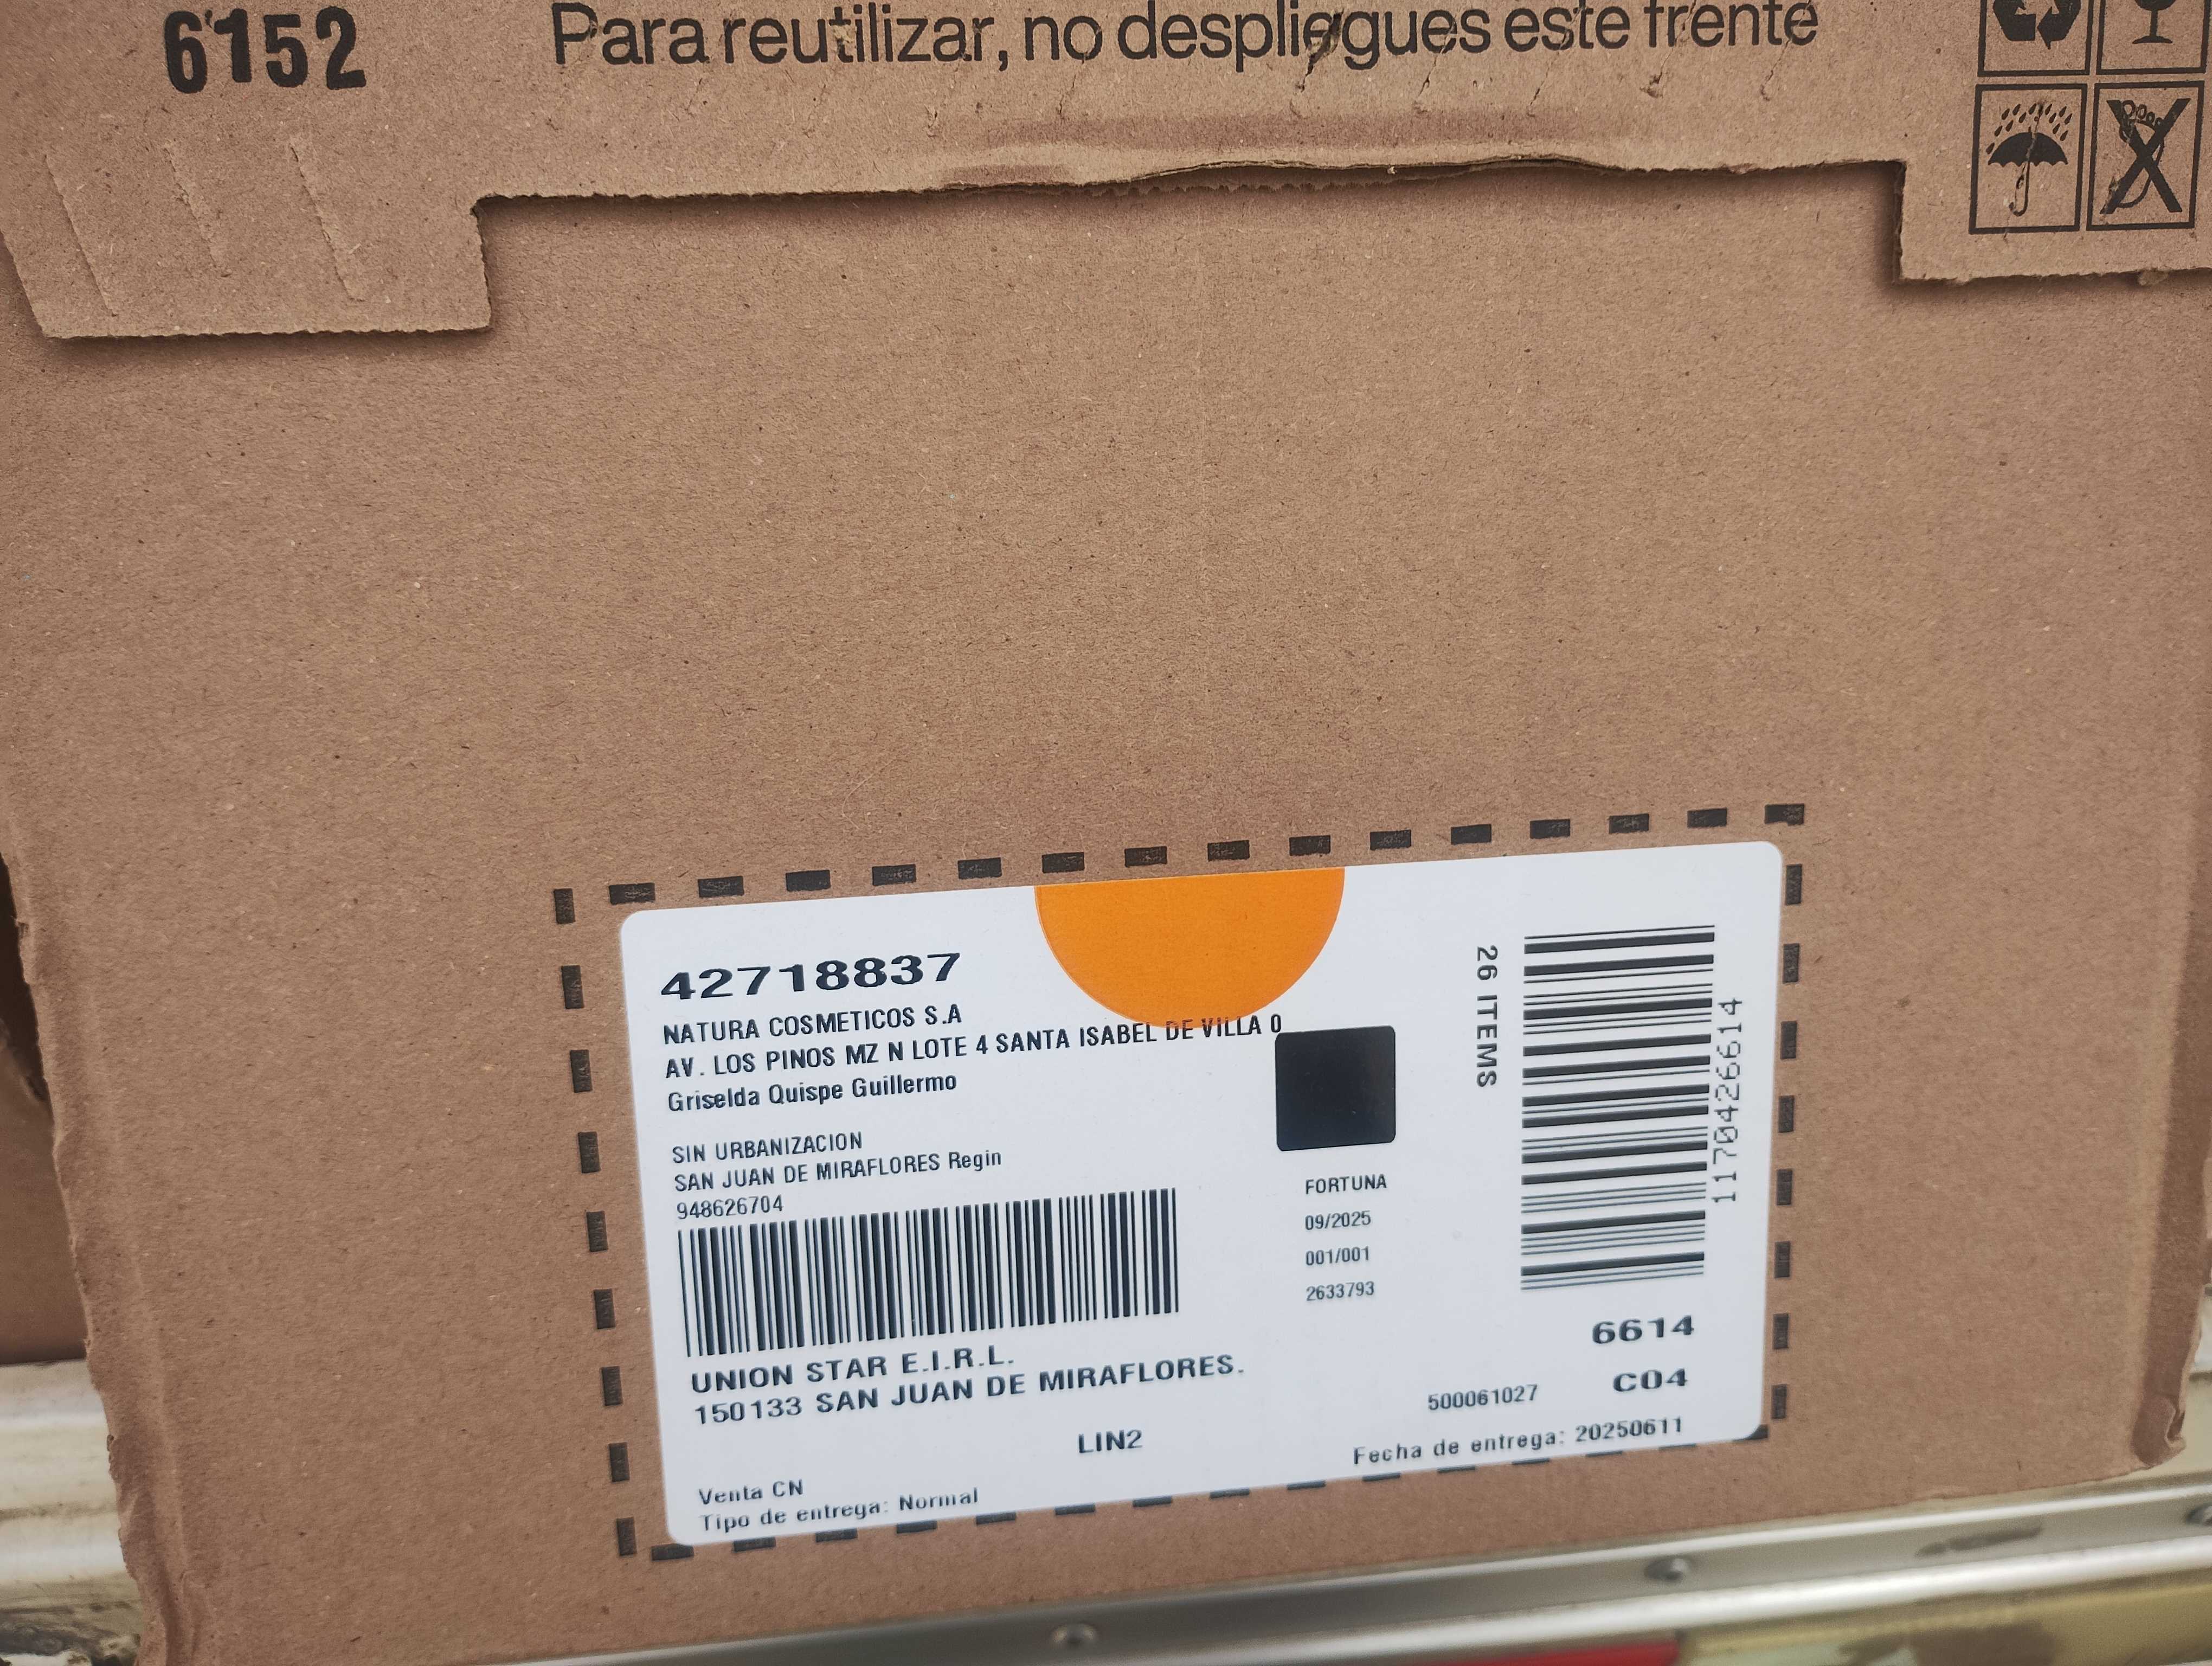 6152
Para reutilizar, no despliegues este frente
42718837
NATURA COSMETICOS S.A
AV. LOS PINOS MZ N LOTE 4 SANTA ISABEL DE VILLA 0
Griselda Quispe Guillermo
SIN URBANIZACION
SAN JUAN DE MIRAFLORES Regin
948626704
UNION STAR E.I.R.L.
150133 SAN JUAN DE MIRAFLORES.
LIN2
Venta CN
Tipo de entrega: Normal
FORTUNA
09/2025
001/001
2633793
26 ITEMS
11704266​14
6614
C04
500061027
Fecha de entrega: 20250611